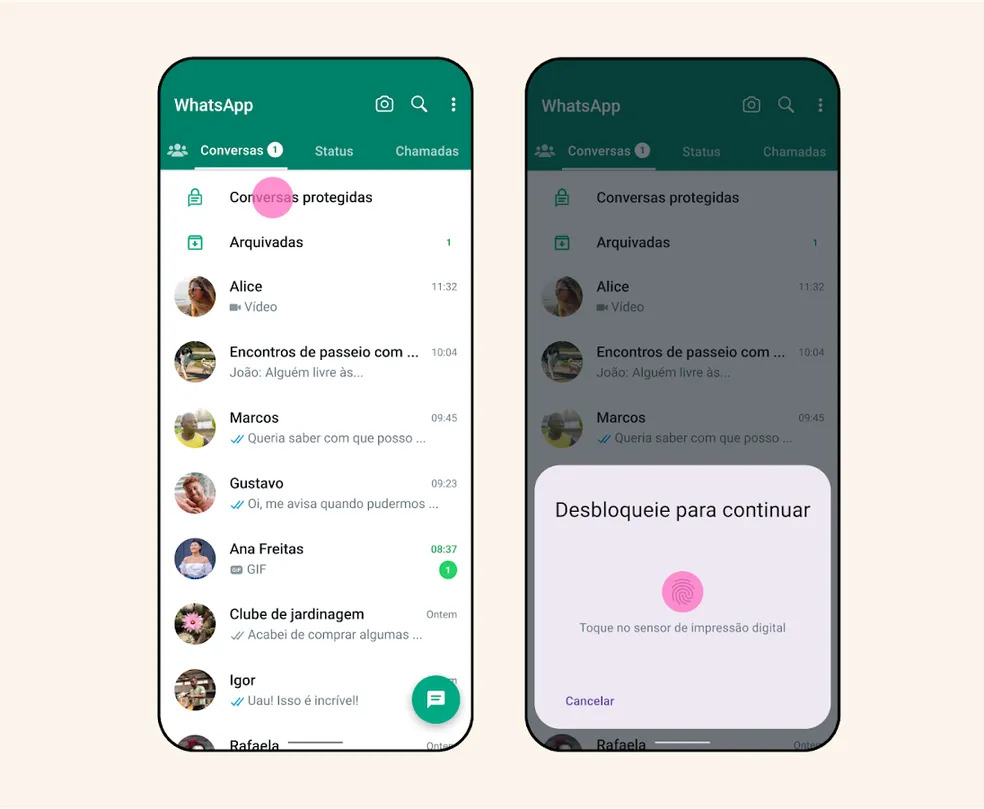 WhatsApp
Conversas 1 Status Chamadas
Conversas protegidas
Arquivadas 1
Alice 11:32
Vídeo
Encontros de passeio com ... 10:04
João: Alguém livre às...
Marcos 09:45
Queria saber com que posso ...
Gustavo 09:23
Oi, me avisa quando pudermos ...
Ana Freitas 08:37
GIF GIF 1
Clube de jardinagem Ontem
Acabei de comprar algumas ...
Igor
Uau! Isso é incrível!
Rafaela
WhatsApp
Conversas 1 Status Chamadas
Conversas protegidas
Arquivadas 1
Alice 11:32
Vídeo
Encontros de passeio com ... 10:04
João: Alguém livre às...
Marcos 09:45
Queria saber com que posso ...
Desbloqueie para continuar
Toque no sensor de impressão digital
Cancelar
Rafaela